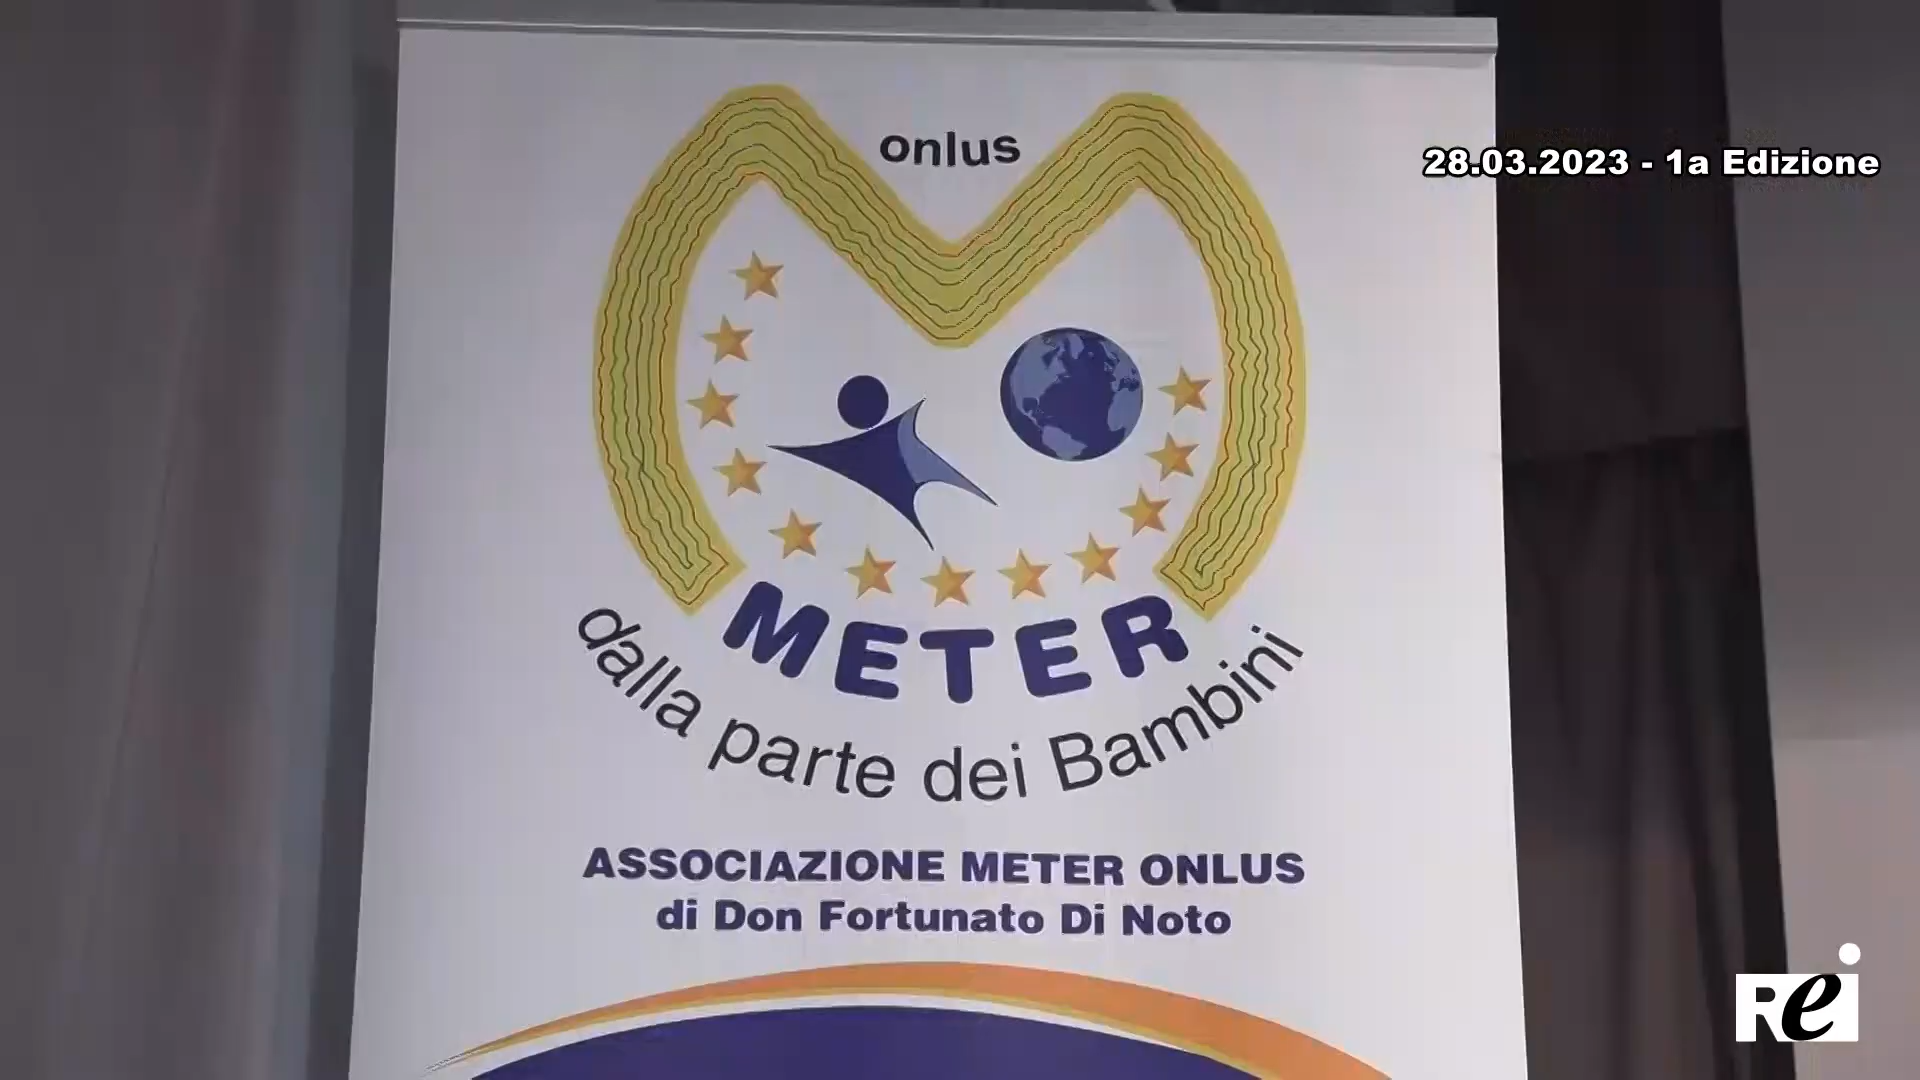 onlus
28.03.2023 - 1a Edizione
METER
dalla parte dei Bambini
ASSOCIAZIONE METER ONLUS
di Don Fortunato Di Noto
Rei